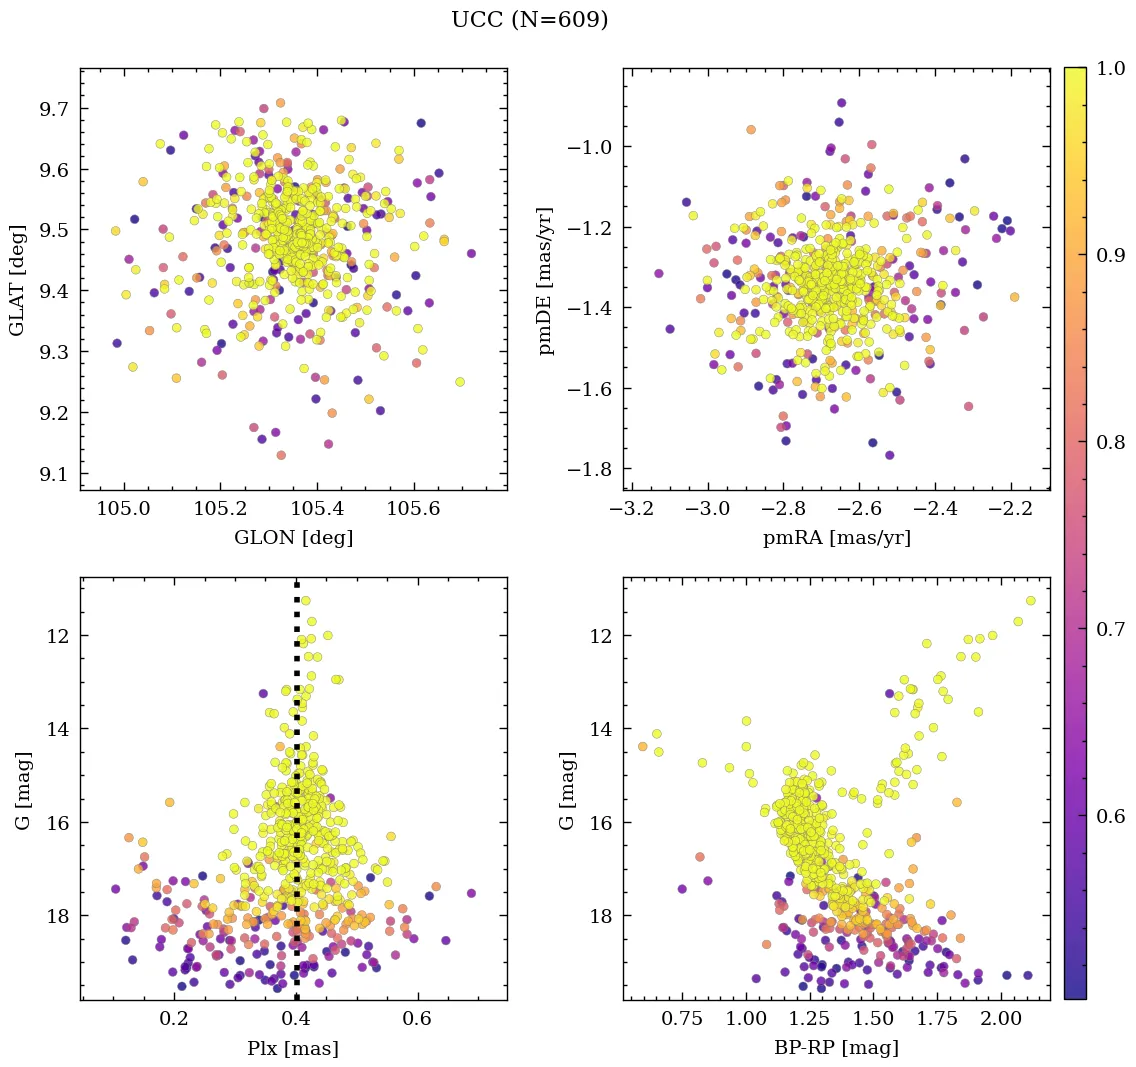 UCC (N=609)
9.7
9.6
9.5
9.4
9.3
9.2
9.1
GLAT [deg]
105.0 105.2 105.4 105.6
GLON [deg]
−1.0
−1.2
−1.4
−1.6
−1.8
pmDE [mas/yr]
−3.2 −3.0 −2.8 −2.6 −2.4 −2.2
pmRA [mas/yr]
12
14
16
18
G [mag]
0.2 0.4 0.6
Plx [mas]
12
14
16
18
G [mag]
0.75 1.00 1.25 1.50 1.75 2.00
BP-RP [mag]
1.0
0.9
0.8
0.7
0.6